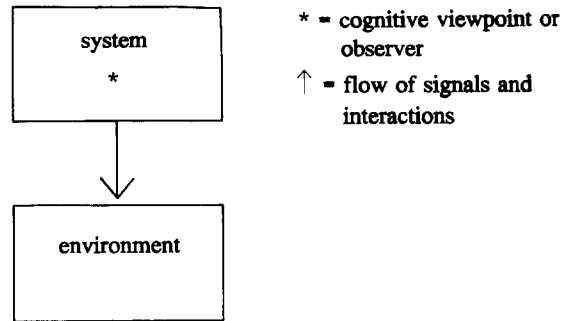 system
*
environment
* = cognitive viewpoint or
observer
↑ = flow of signals and
interactions